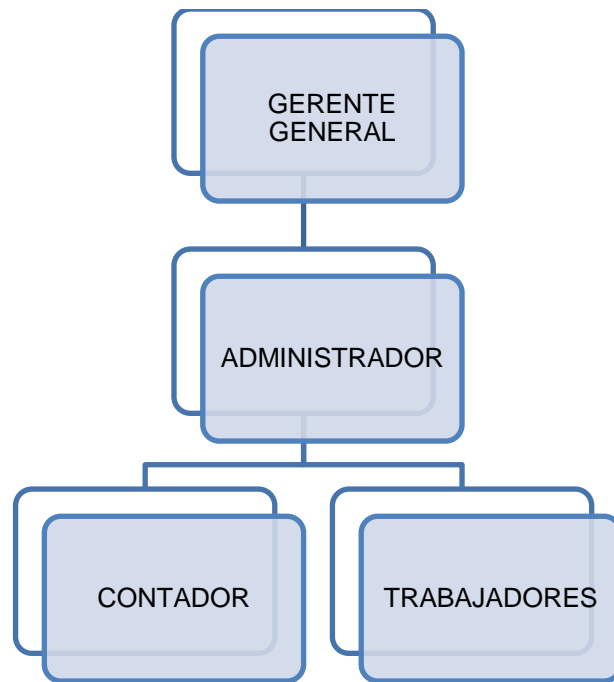 GERENTE
GENERAL
ADMINISTRADOR
CONTADOR
TRABAJADORES